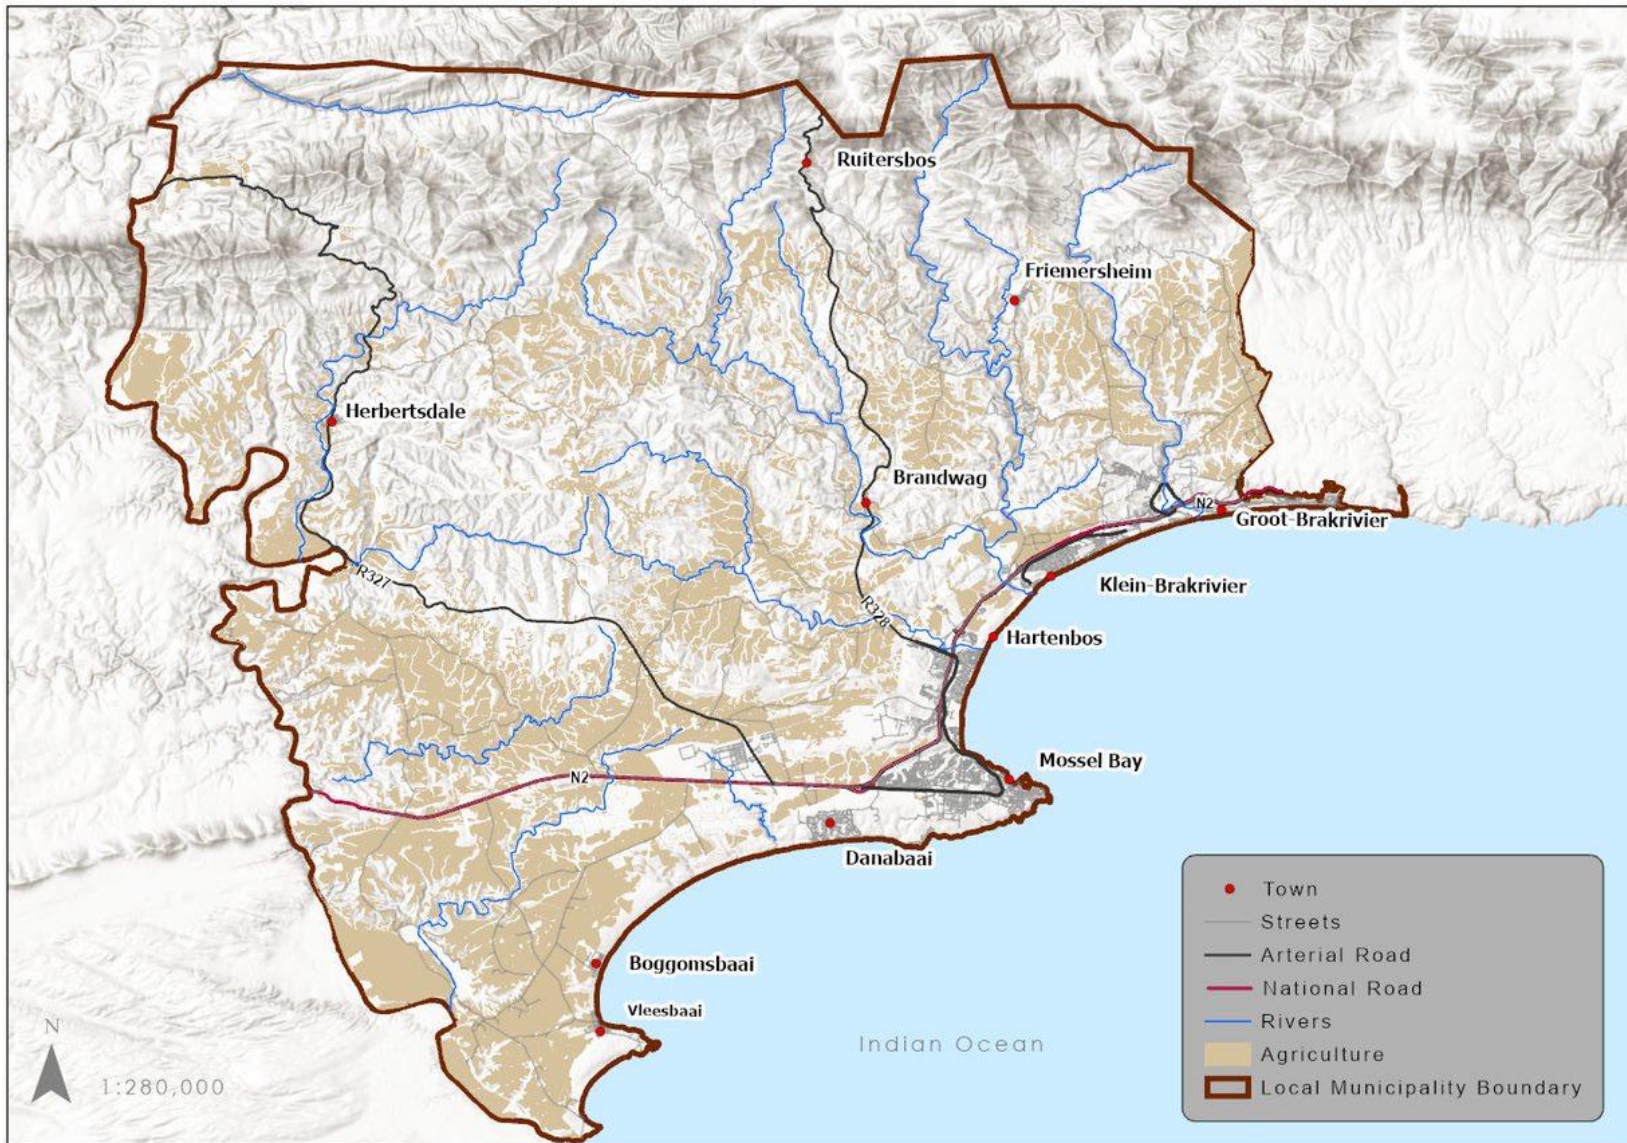 Ruitersbos
Friemersheim
Herbertsdale
Brandwag
N2
Groot-Brakrivier
R327
Klein-Brakrivier
R328
Hartenbos
N2
Mossel Bay
Danabaai
Boggomsbaai
Vleesbaai
Indian Ocean
N
1:280,000
Town
Streets
Arterial Road
National Road
Rivers
Agriculture
Local Municipality Boundary